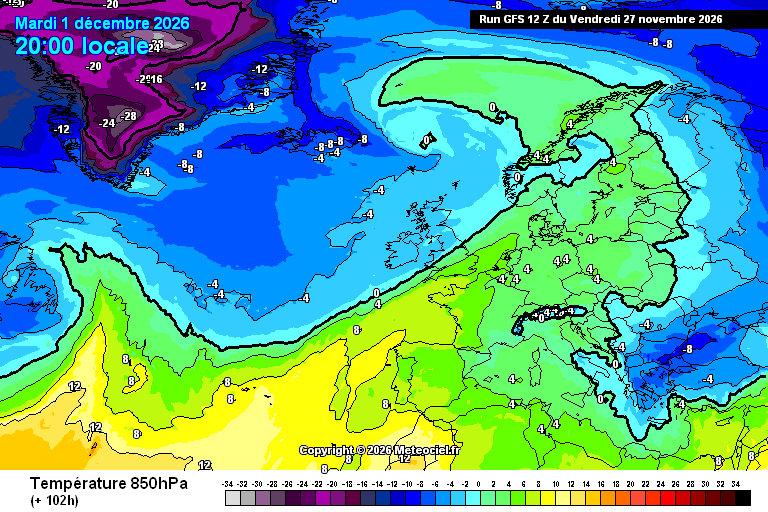 Mardi 1 décembre 2026
20:00 locale
Run GFS 12 Z du Vendredi 27 novembre 2026
Copyright © 2026 Meteociel.fr
Température 850hPa
(+ 102h)
-34 -32 -30 -28 -26 -24 -22 -20 -18 -16 -14 -12 -10 -8 -6 -4 -2 0 2 4 6 8 10 12 14 16 18 20 22 24 26 28 30 32 34